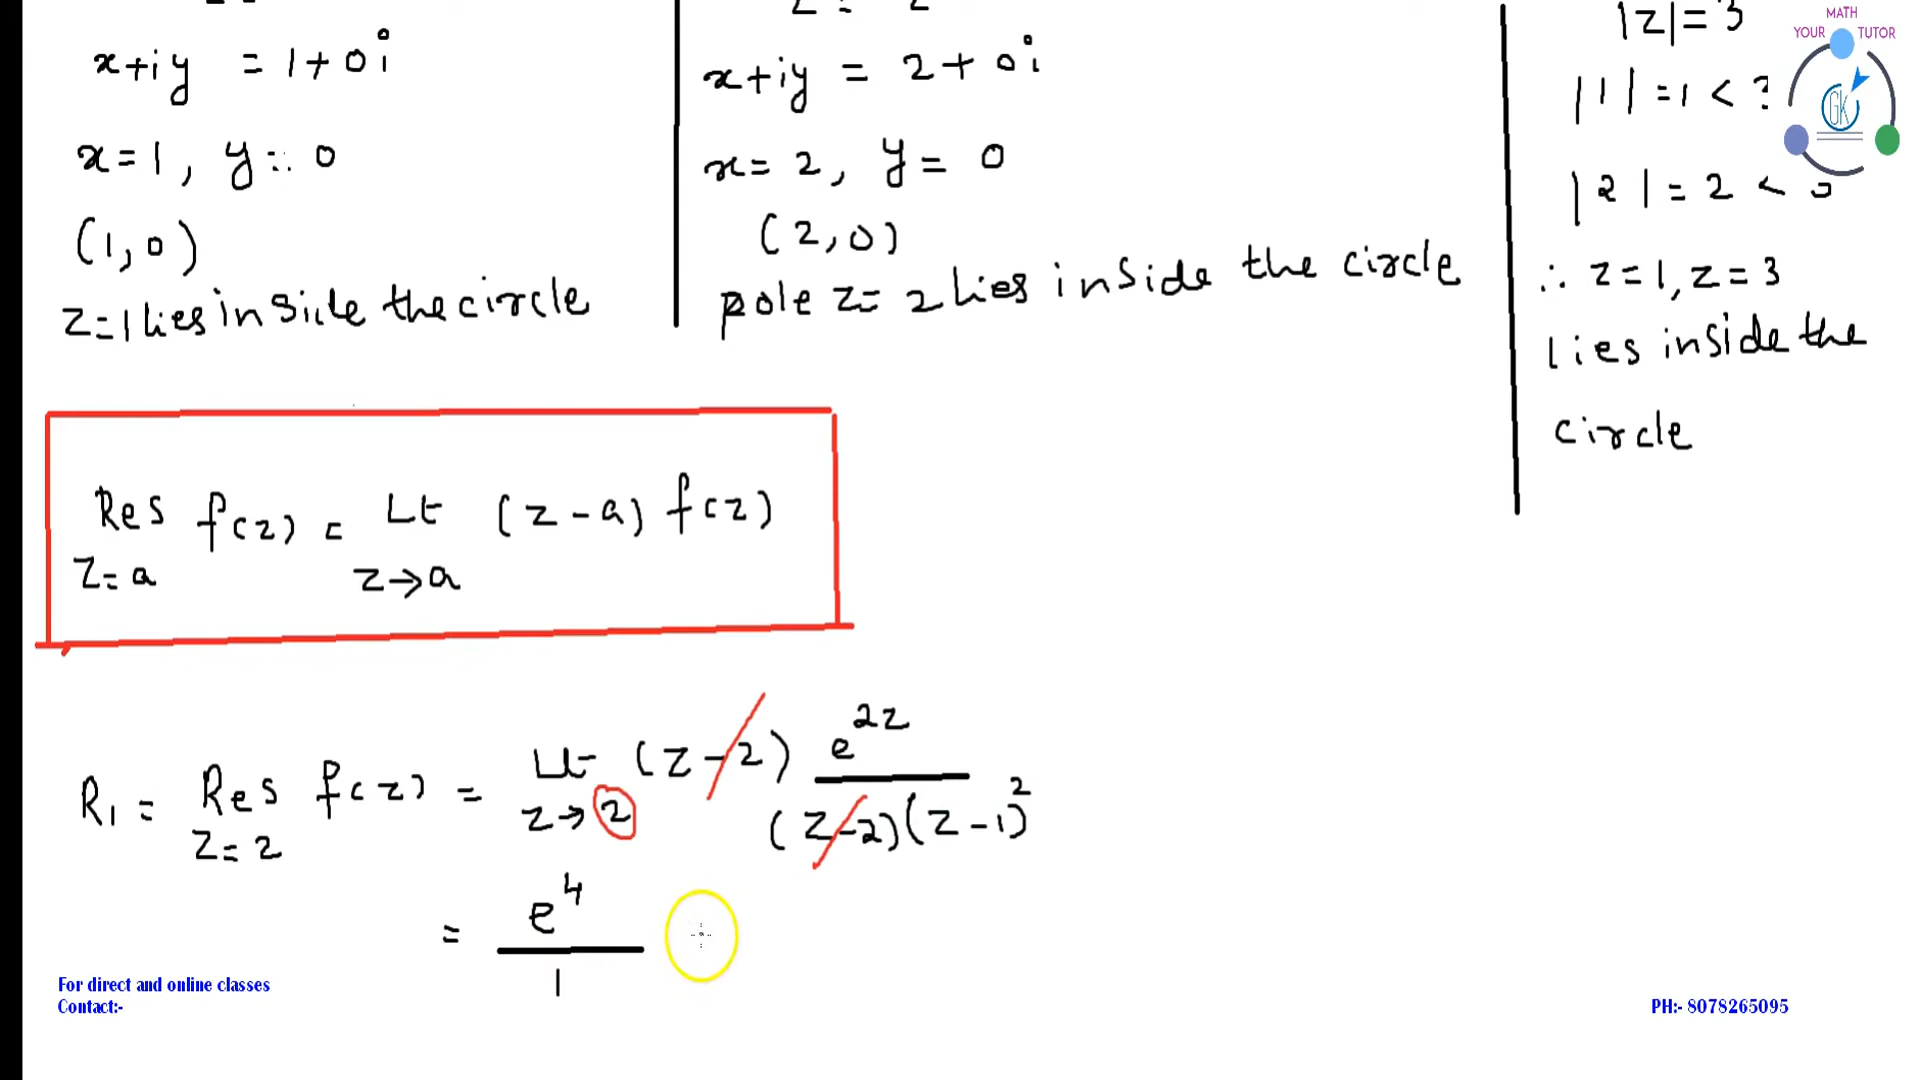 x+iy = 1+0i
x=1, y=0
(1,0)
z=1 lies inside the circle
x+iy = 2+0i
x=2, y=0
(2,0)
pole z=2 lies inside the circle
|z|=3
|1|=1<3
|2|=2<3
∴ z=1, z=3
lies inside the
circle
MATH
YOUR TUTOR
GK
Res f(z) = Lt (z-a) f(z)
z=a z→a
R1 = Res f(z) = Lt (z-2) e^2z / (z-2)(z-1)^2
z=2 z→2
= e^4 / 1
For direct and online classes
Contact:-
PH:- 8078265095